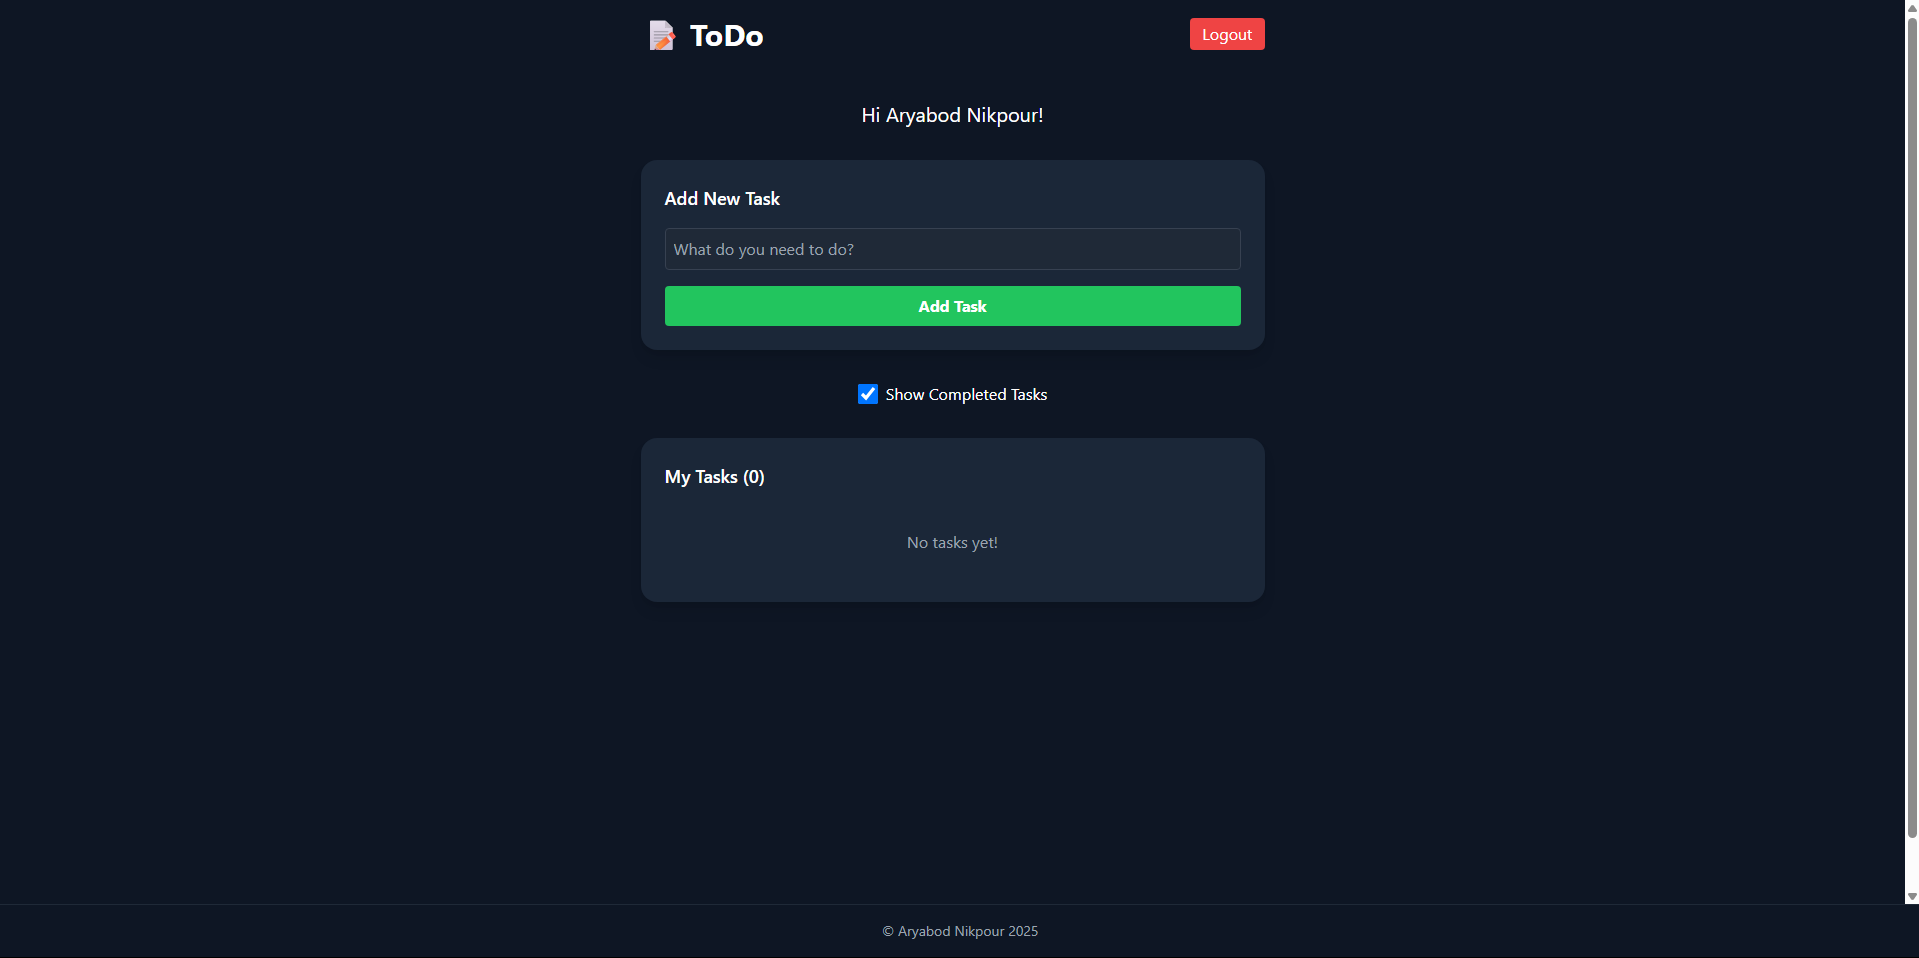 ToDo
Logout
Hi Aryabod Nikpour!
Add New Task
What do you need to do?
Add Task
Show Completed Tasks
My Tasks (0)
No tasks yet!
© Aryabod Nikpour 2025